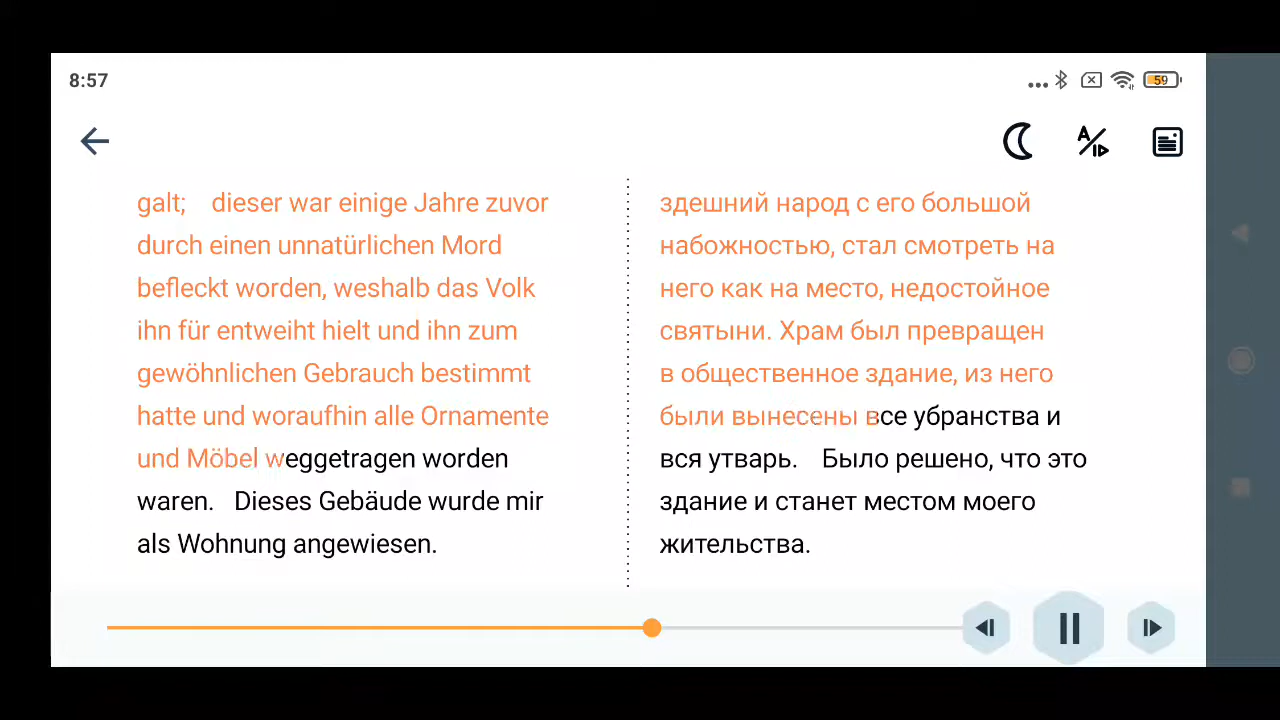 8:57
59
galt; dieser war einige Jahre zuvor
durch einen unnatürlichen Mord
befleckt worden, weshalb das Volk
ihn für entweiht hielt und ihn zum
gewöhnlichen Gebrauch bestimmt
hatte und woraufhin alle Ornamente
und Möbel weggetragen worden
waren. Dieses Gebäude wurde mir
als Wohnung angewiesen.
здешний народ с его большой
набожностью, стал смотреть на
него как на место, недостойное
святыни. Храм был превращен
в общественное здание, из него
были вынесены все убранства и
вся утварь. Было решено, что это
здание и станет местом моего
жительства.